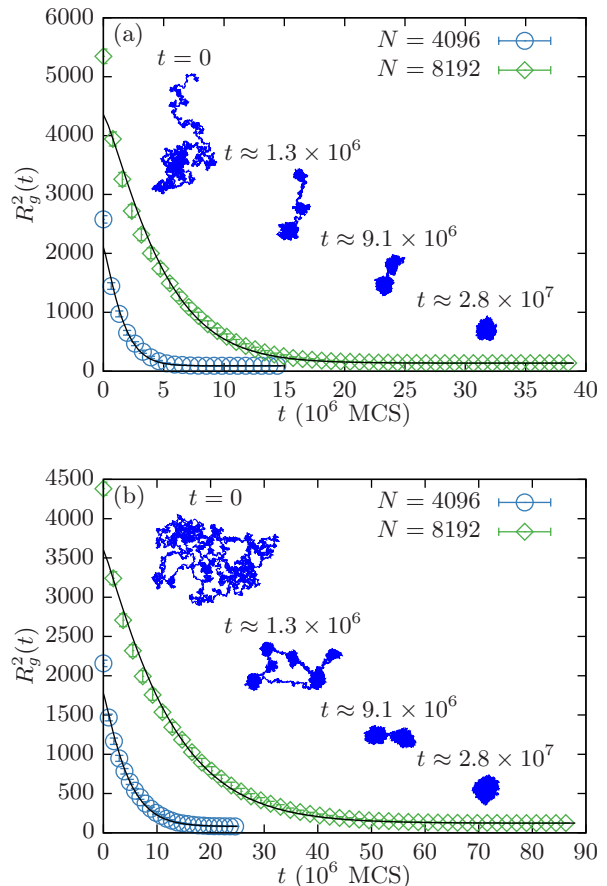 (a)
t = 0
N = 4096
N = 8192
t ≈ 1.3 × 10^6
t ≈ 9.1 × 10^6
t ≈ 2.8 × 10^7
R_g^2(t)
6000
5000
4000
3000
2000
1000
0
0 5 10 15 20 25 30 35 40
t (10^6 MCS)
(b)
t = 0
N = 4096
N = 8192
t ≈ 1.3 × 10^6
t ≈ 9.1 × 10^6
t ≈ 2.8 × 10^7
R_g^2(t)
4500
4000
3500
3000
2500
2000
1500
1000
500
0
0 10 20 30 40 50 60 70 80 90
t (10^6 MCS)